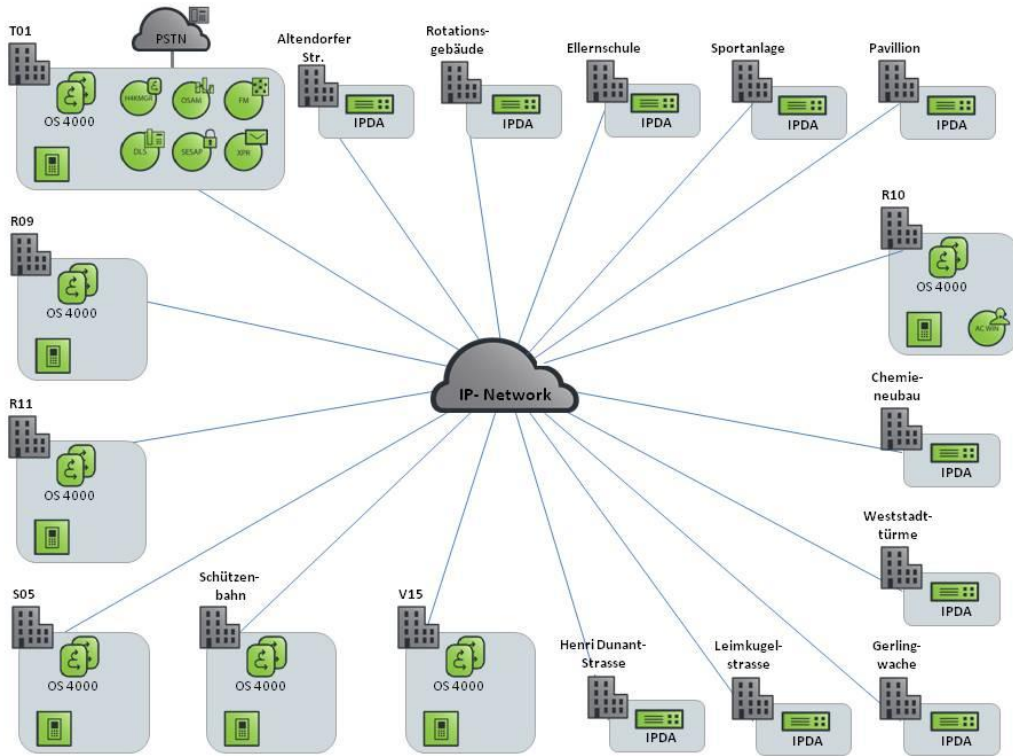 T01
PSTN
OS 4000
H4KMGR
OSAM
FM
DLS
SESAP
XPR
Altendorfer
Str.
IPDA
Rotations-
gebäude
IPDA
Ellernschule
IPDA
Sportanlage
IPDA
Pavillion
IPDA
R09
OS 4000
R10
OS 4000
AC WIN
IP- Network
R11
OS 4000
Chemie-
neubau
IPDA
Weststadt-
türme
IPDA
S05
OS 4000
Schützen-
bahn
OS 4000
V15
OS 4000
Henri Dunant-
Strasse
IPDA
Leimkugel-
strasse
IPDA
Gerling-
wache
IPDA